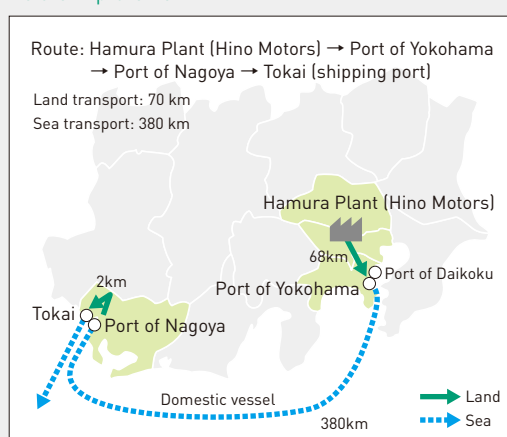 Route: Hamura Plant (Hino Motors) → Port of Yokohama
→ Port of Nagoya → Tokai (shipping port)
Land transport: 70 km
Sea transport: 380 km
Hamura Plant (Hino Motors)
68km
Port of Daikoku
Port of Yokohama
2km
Tokai
Port of Nagoya
Domestic vessel
380km
Land
Sea